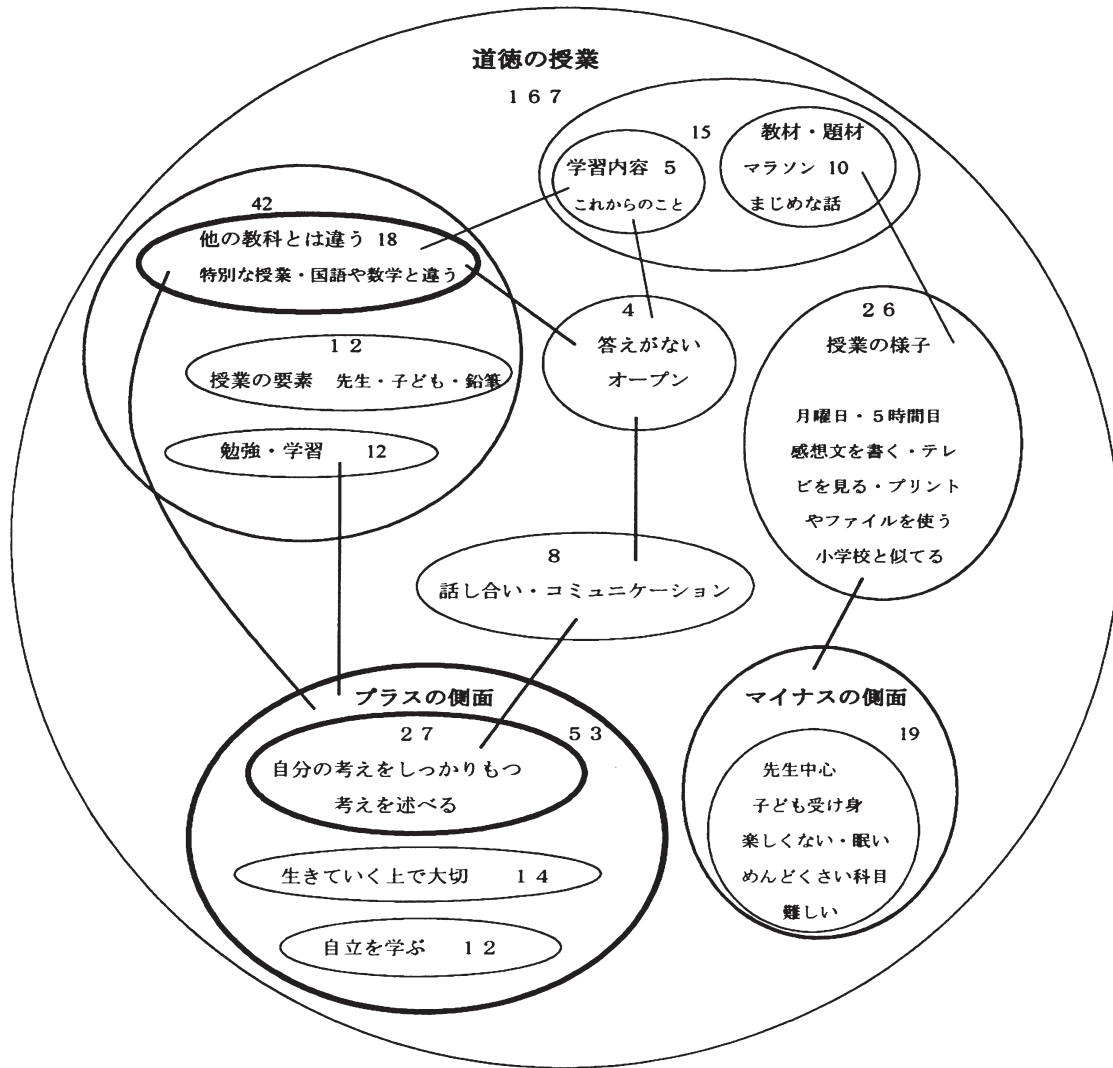 道徳の授業
１６７
15
教材・題材
マラソン 10
まじめな話
学習内容 5
これからのこと
42
他の教科とは違う 18
特別な授業・国語や数学と違う
１２
授業の要素 先生・子ども・鉛筆
勉強・学習 12
４
答えがない
オープン
２６
授業の様子
月曜日・５時間目
感想文を書く・テレ
ビを見る・プリント
やファイルを使う
小学校と似てる
８
話し合い・コミュニケーション
プラスの側面
２７
５３
自分の考えをしっかりもつ
考えを述べる
生きていく上で大切 １４
自立を学ぶ １２
マイナスの側面
19
先生中心
子ども受け身
楽しくない・眠い
めんどくさい科目
難しい